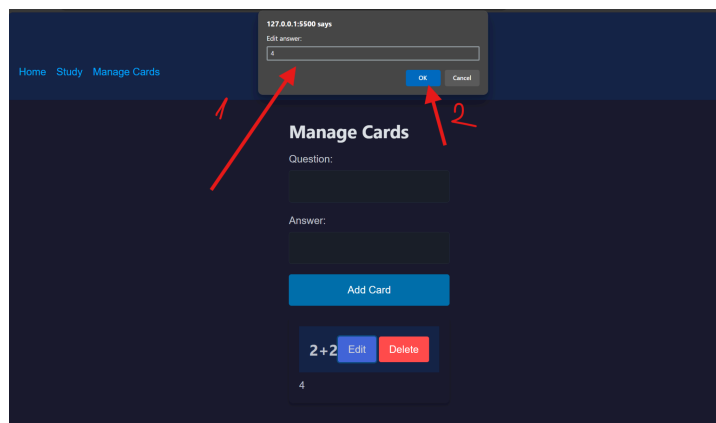 127.0.0.1:5500 says
Edit answer:
4
OK Cancel
Home Study Manage Cards
1
2
Manage Cards
Question:
Answer:
Add Card
2+2 Edit Delete
4